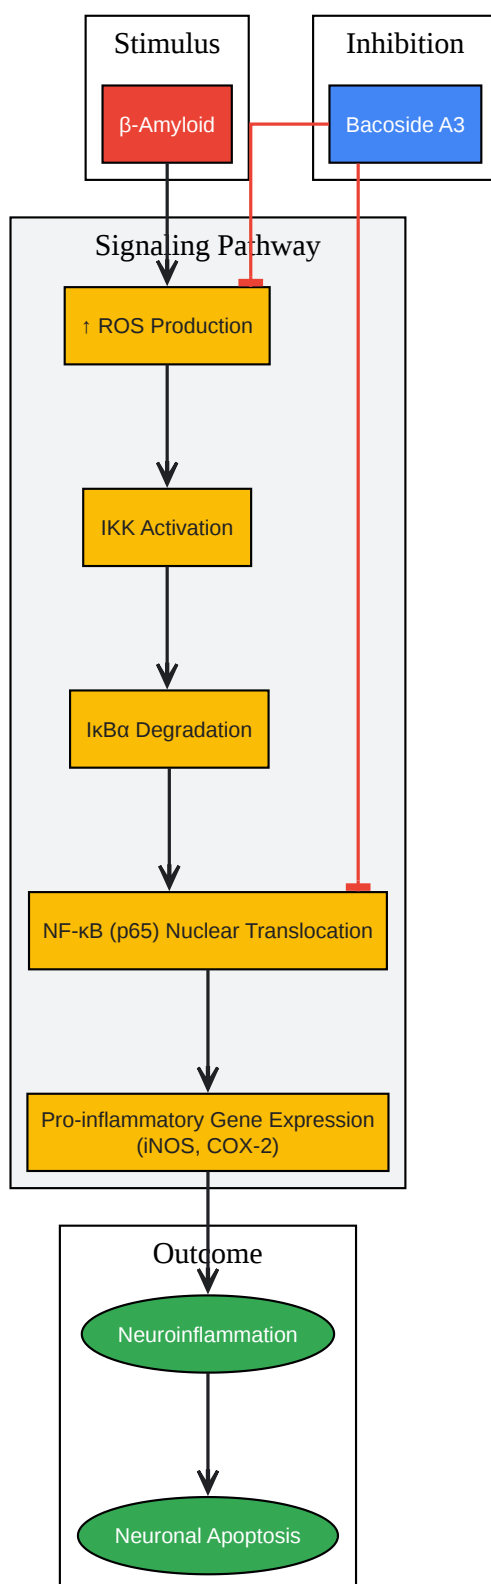 Stimulus
Inhibition
β-Amyloid
Bacoside A3
Signaling Pathway
↑ ROS Production
IKK Activation
IκBα Degradation
NF-κB (p65) Nuclear Translocation
Pro-inflammatory Gene Expression
(iNOS, COX-2)
Outcome
Neuroinflammation
Neuronal Apoptosis